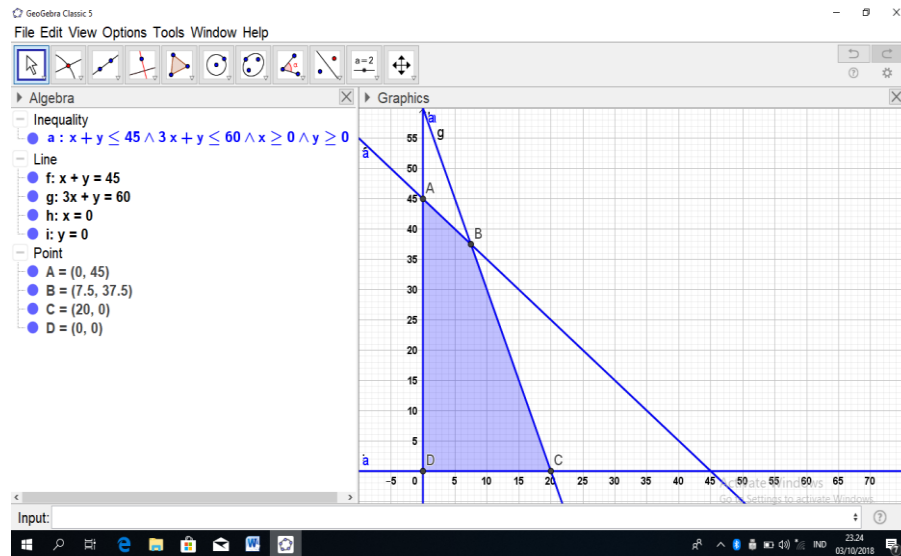 GeoGebra Classic 5
File Edit View Options Tools Window Help
a=2
Algebra
Graphics
Inequality
a : x + y ≤ 45 ∧ 3 x + y ≤ 60 ∧ x ≥ 0 ∧ y ≥ 0
Line
f: x + y = 45
g: 3x + y = 60
h: x = 0
i: y = 0
Point
A = (0, 45)
B = (7.5, 37.5)
C = (20, 0)
D = (0, 0)
g
a
55
50
45
A
40
B
35
30
25
20
15
10
5
a
D
C
-5 0 5 10 15 20 25 30 35 40 45 50 55 60 65 70
Activate Windows
Go to Settings to activate Windows.
Input:
IND
23.24
03/10/2018